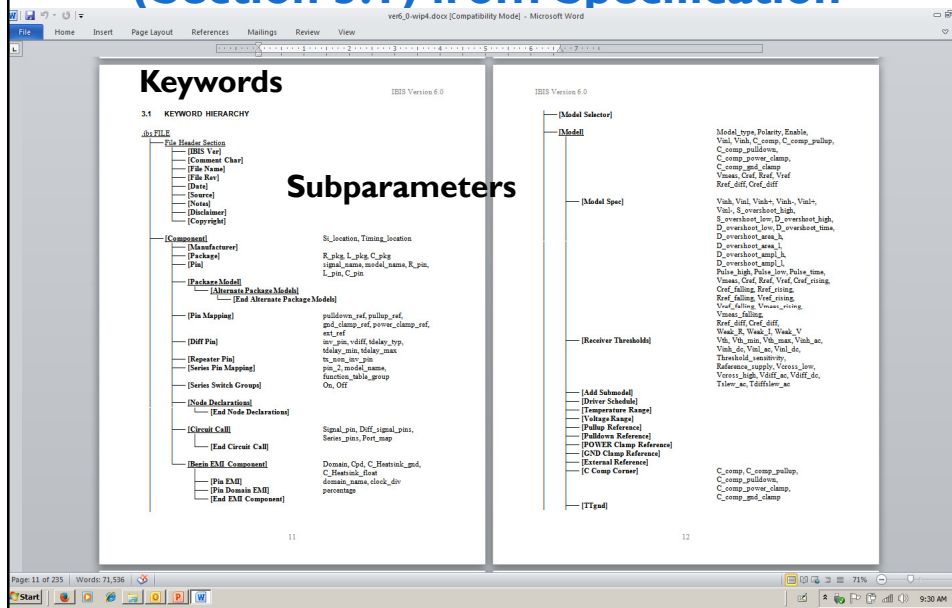 (Section 3.1) from Specification
ver6_0-wip4.docx [Compatibility Mode] - Microsoft Word
File Home Insert Page Layout References Mailings Review View
Keywords
Subparameters
IBIS Version 6.0
3.1 KEYWORD HIERARCHY
.ibs FILE
File Header Section
[IBIS Ver]
[Comment Char]
[File Name]
[File Rev]
[Date]
[Source]
[Notes]
[Disclaimer]
[Copyright]
[Component] Si_location, Timing_location
[Manufacturer]
[Package] R_pkg, L_pkg, C_pkg
[Pin] signal_name, model_name, R_pin,
L_pin, C_pin
[Package Model]
[Alternate Package Models]
[End Alternate Package Models]
[Pin Mapping] pulldown_ref, pullup_ref,
gnd_clamp_ref, power_clamp_ref,
ext_ref
[Diff Pin] inv_pin, vdiff, tdelay_typ,
tdelay_min, tdelay_max
[Repeater Pin] tx_non_inv_pin
[Series Pin Mapping] pin_2, model_name,
function_table_group
[Series Switch Groups] On, Off
[Node Declarations]
[End Node Declarations]
[Circuit Call] Signal_pin, Diff_signal_pins,
Series_pins, Port_map
[End Circuit Call]
[Begin EMI Component] Domain, Cpd, C_Heatsink_gnd,
C_Heatsink_float
[Pin EMI] domain_name, clock_div
[Pin Domain EMI] percentage
[End EMI Component]
11
IBIS Version 6.0
[Model Selector]
[Model] Model_type, Polarity, Enable,
Vinl, Vinh, C_comp, C_comp_pullup,
C_comp_pulldown,
C_comp_power_clamp,
C_comp_gnd_clamp
Vmeas, Cref, Rref, Vref
Rref_diff, Cref_diff
[Model Spec] Vinh, Vinl, Vinh+, Vinh-, Vinl+,
Vinl-, S_overshoot_high,
S_overshoot_low, D_overshoot_high,
D_overshoot_low, D_overshoot_time,
D_overshoot_area_h,
D_overshoot_area_l,
D_overshoot_ampl_h,
D_overshoot_ampl_l,
Pulse_high, Pulse_low, Pulse_time,
Vmeas, Cref, Rref, Vref, Cref_rising,
Cref_falling, Rref_rising,
Rref_falling, Vref_rising,
Vref_falling, Vmeas_rising,
Vmeas_falling,
Rref_diff, Cref_diff,
Weak_R, Weak_I, Weak_V
[Receiver Thresholds] Vth, Vth_min, Vth_max, Vinh_ac,
Vinh_dc, Vinl_ac, Vinl_dc,
Threshold_sensitivity,
Reference_supply, Vcross_low,
Vcross_high, Vdiff_ac, Vdiff_dc,
Tslew_ac, Tdiffslew_ac
[Add Submodel]
[Driver Schedule]
[Temperature Range]
[Voltage Range]
[Pullup Reference]
[Pulldown Reference]
[POWER Clamp Reference]
[GND Clamp Reference]
[External Reference]
[C Comp Corner] C_comp, C_comp_pullup,
C_comp_pulldown,
C_comp_power_clamp,
C_comp_gnd_clamp
[TTgnd]
12
Page: 11 of 235 Words: 71,536 71%
Start 9:30 AM